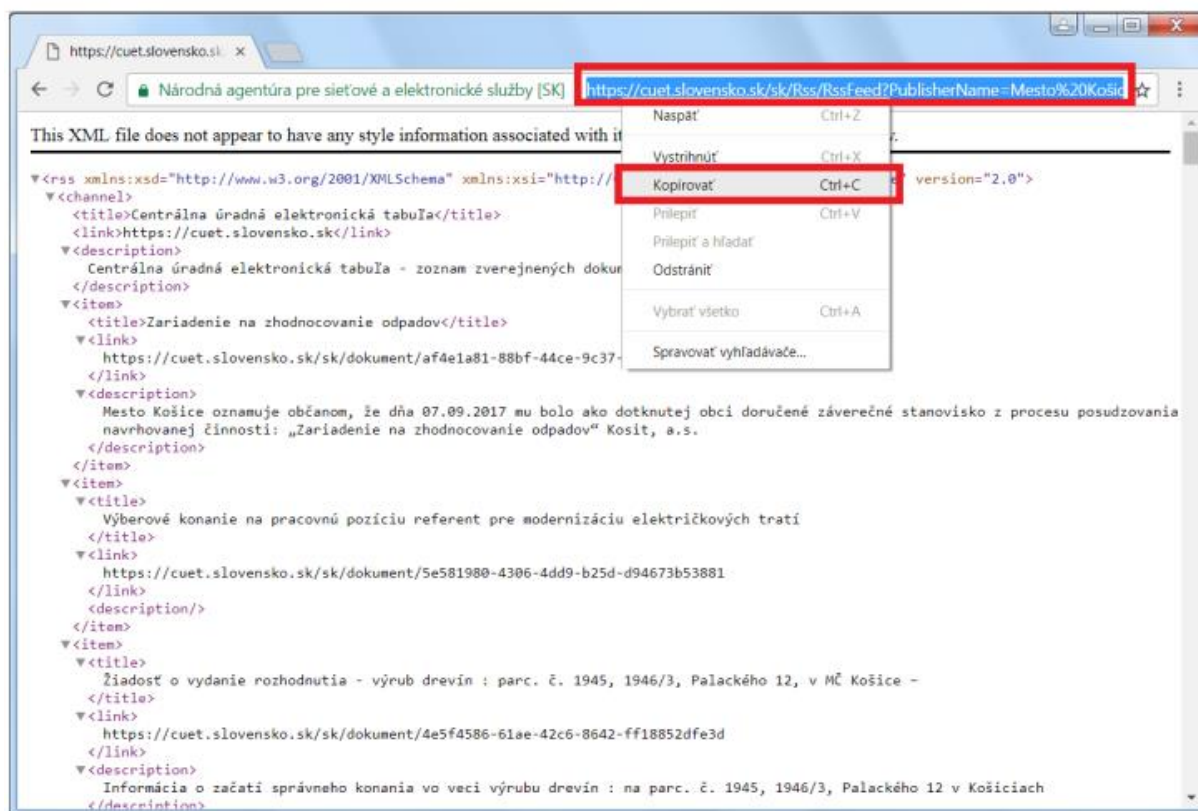 https://cuet.slovensko.sk
Národná agentúra pre sieťové a elektronické služby [SK] https://cuet.slovensko.sk/sk/Rss/RssFeed?PublisherName=Mesto%20Košic
This XML file does not appear to have any style information associated with it
Naspäť Ctrl+Z
Vystrihnúť Ctrl+X
Kopírovať Ctrl+C
Prilepiť Ctrl+V
Prilepiť a hľadať
Odstrániť
Vybrať všetko Ctrl+A
Spravovať vyhľadávače...
▼<rss xmlns:xsd="http://www.w3.org/2001/XMLSchema" xmlns:xsi="http:// version="2.0">
▼<channel>
<title>Centrálna úradná elektronická tabuľa</title>
<link>https://cuet.slovensko.sk</link>
▼<description>
Centrálna úradná elektronická tabuľa - zoznam zverejnených dokum
</description>
▼<item>
<title>Zariadenie na zhodnocovanie odpadov</title>
▼<link>
https://cuet.slovensko.sk/sk/dokument/af4e1a81-88bf-44ce-9c37-
</link>
▼<description>
Mesto Košice oznamuje občanom, že dňa 07.09.2017 mu bolo ako dotknutej obci doručené záverečné stanovisko z procesu posudzovania
navrhovanej činnosti: „Zariadenie na zhodnocovanie odpadov“ Kosit, a.s.
</description>
</item>
▼<item>
▼<title>
Výberové konanie na pracovnú pozíciu referent pre modernizáciu električkových tratí
</title>
▼<link>
https://cuet.slovensko.sk/sk/dokument/5e581980-4306-4dd9-b25d-d94673b53881
</link>
<description/>
</item>
▼<item>
▼<title>
Žiadosť o vydanie rozhodnutia - výrub drevín : parc. č. 1945, 1946/3, Palackého 12, v MČ Košice -
</title>
▼<link>
https://cuet.slovensko.sk/sk/dokument/4e5f4586-61ae-42c6-8642-ff18852dfe3d
</link>
▼<description>
Informácia o začatí správneho konania vo veci výrubu drevín : na parc. č. 1945, 1946/3, Palackého 12 v Košiciach
</description>